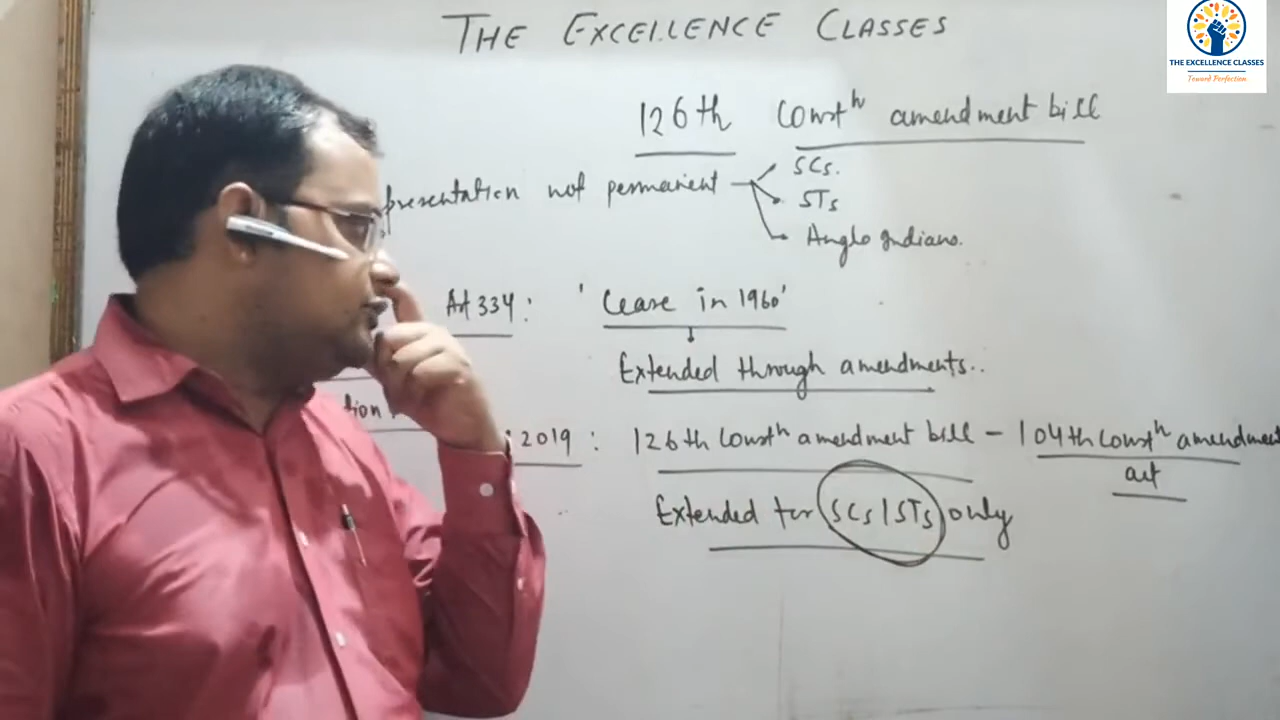 THE EXCELLENCE CLASSES
THE EXCELLENCE CLASSES
Toward Perfection
126th Constn amendment bill
presentation not permanent
SCs.
STs
Anglo Indians.
Art 334 : 'Cease in 1960'
Extended through amendments..
tion
2019 : 126th Constn amendment bill - 104th Constn amendment
act
Extended for SCs/STs only